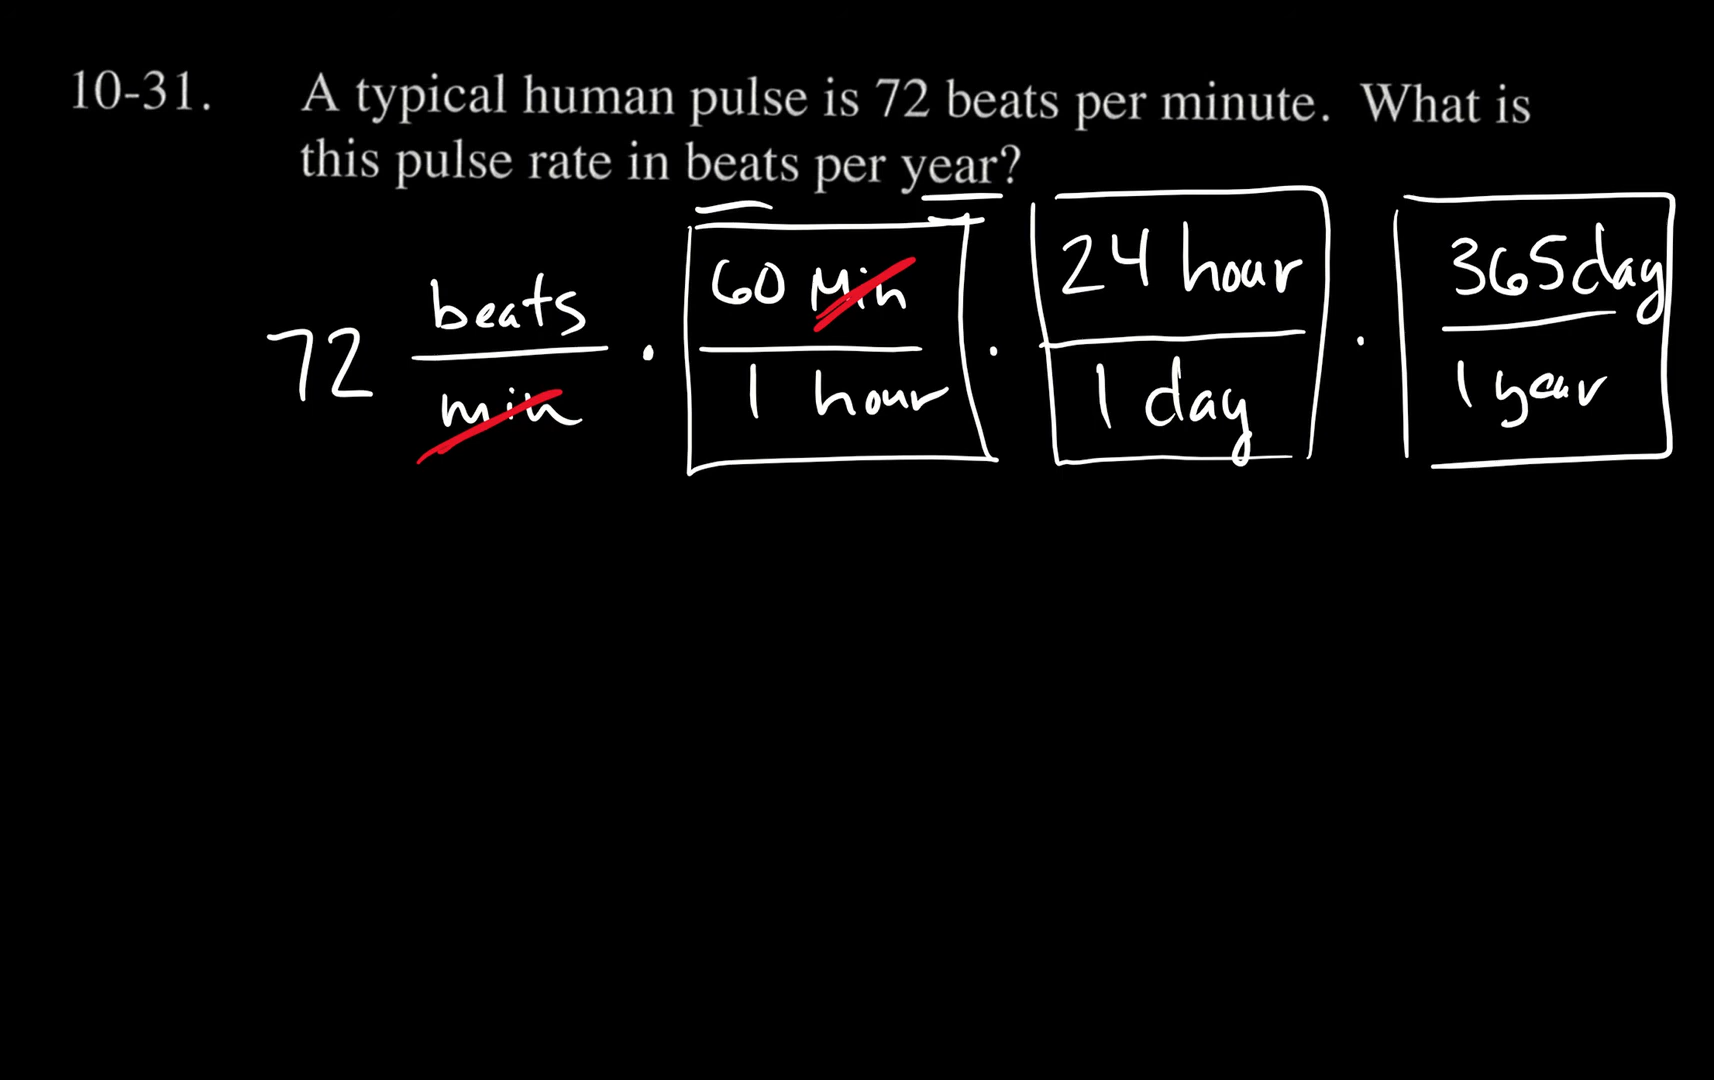 10-31. A typical human pulse is 72 beats per minute. What is
this pulse rate in beats per year?
72 beats/min · 60 Min/1 hour · 24 hour/1 day · 365 day/1 year